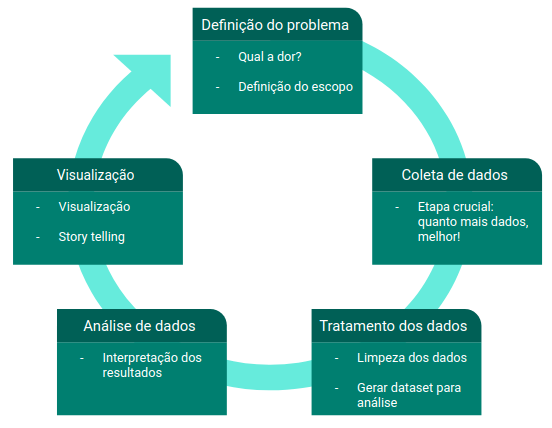 Definição do problema
- Qual a dor?
- Definição do escopo
Coleta de dados
- Etapa crucial:
quanto mais dados,
melhor!
Tratamento dos dados
- Limpeza dos dados
- Gerar dataset para
análise
Análise de dados
- Interpretação dos
resultados
Visualização
- Visualização
- Story telling